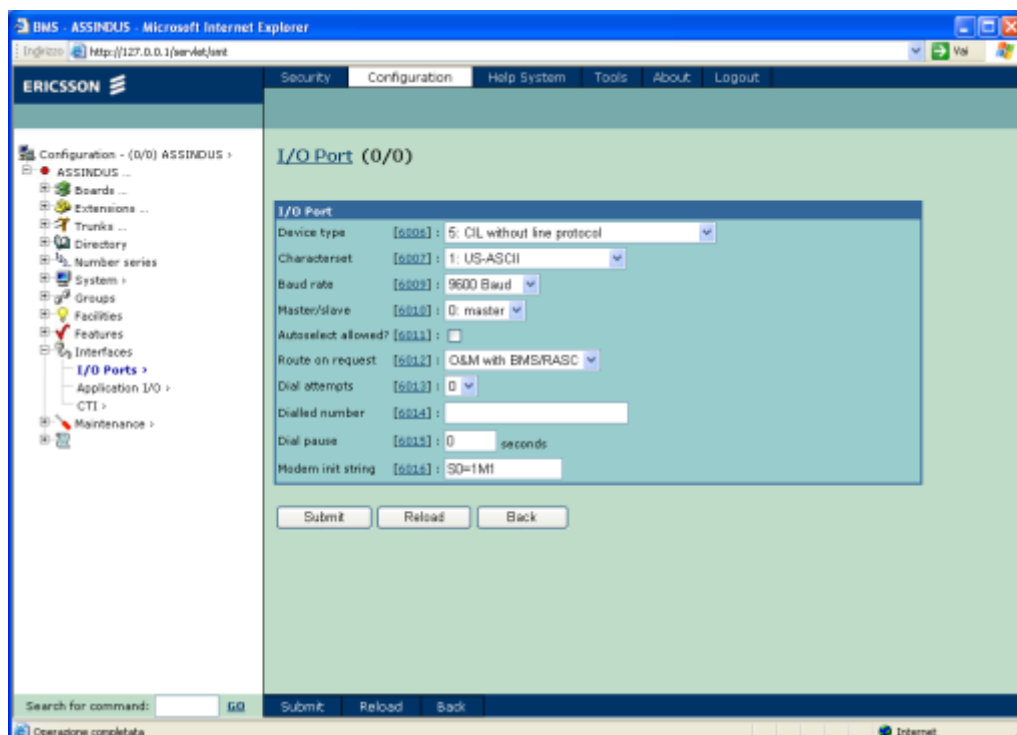 BMS - ASSINDUS - Microsoft Internet Explorer
Indirizzo http://127.0.0.1/servlet/smt Vai
ERICSSON
Security Configuration Help System Tools About Logout
Configuration - (0/0) ASSINDUS ›
ASSINDUS ...
Boards ...
Extensions ...
Trunks ...
Directory
Number series
System ›
Groups
Facilities
Features
Interfaces
I/O Ports ›
Application I/O ›
CTI ›
Maintenance ›
I/O Port (0/0)
I/O Port
Device type [6006] : 5: CIL without line protocol
Characterset [6007] : 1: US-ASCII
Baud rate [6009] : 9600 Baud
Master/slave [6010] : 0: master
Autoselect allowed? [6011] :
Route on request [6012] : O&M with BMS/RASC
Dial attempts [6013] : 0
Dialled number [6014] :
Dial pause [6015] : 0 seconds
Modem init string [6016] : S0=1M1
Submit Reload Back
Search for command: GO
Submit Reload Back
Operazione completata Internet